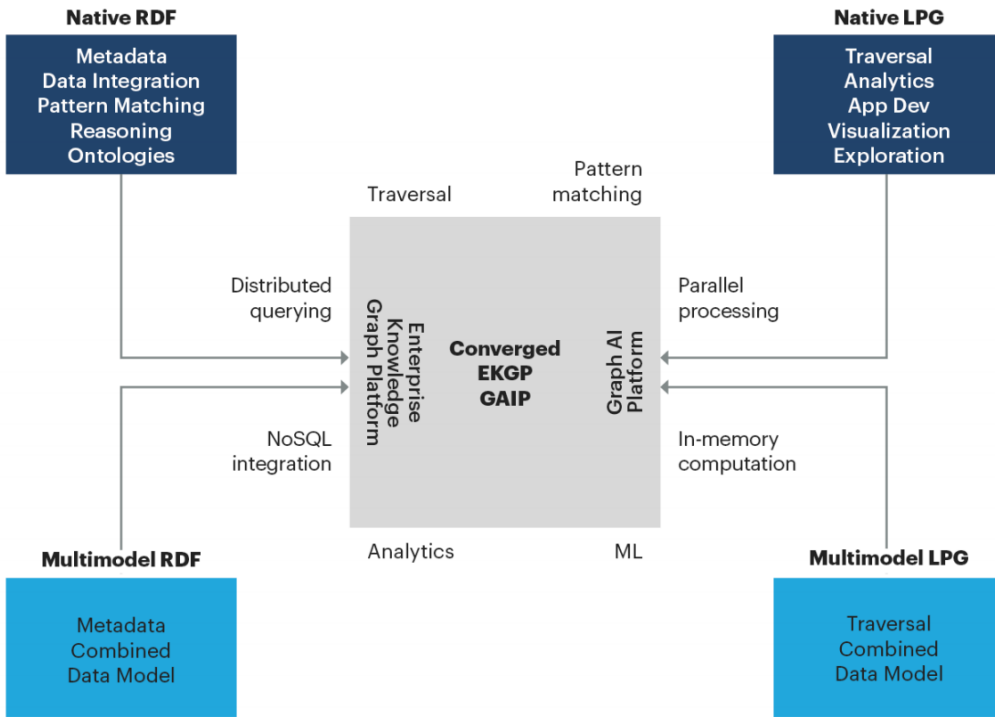 Native RDF
Metadata
Data Integration
Pattern Matching
Reasoning
Ontologies
Native LPG
Traversal
Analytics
App Dev
Visualization
Exploration
Traversal
Pattern
matching
Distributed
querying
Parallel
processing
Enterprise
Knowledge
Graph Platform
Converged
EKGP
GAIP
Graph AI
Platform
NoSQL
integration
In-memory
computation
Analytics
ML
Multimodel RDF
Metadata
Combined
Data Model
Multimodel LPG
Traversal
Combined
Data Model